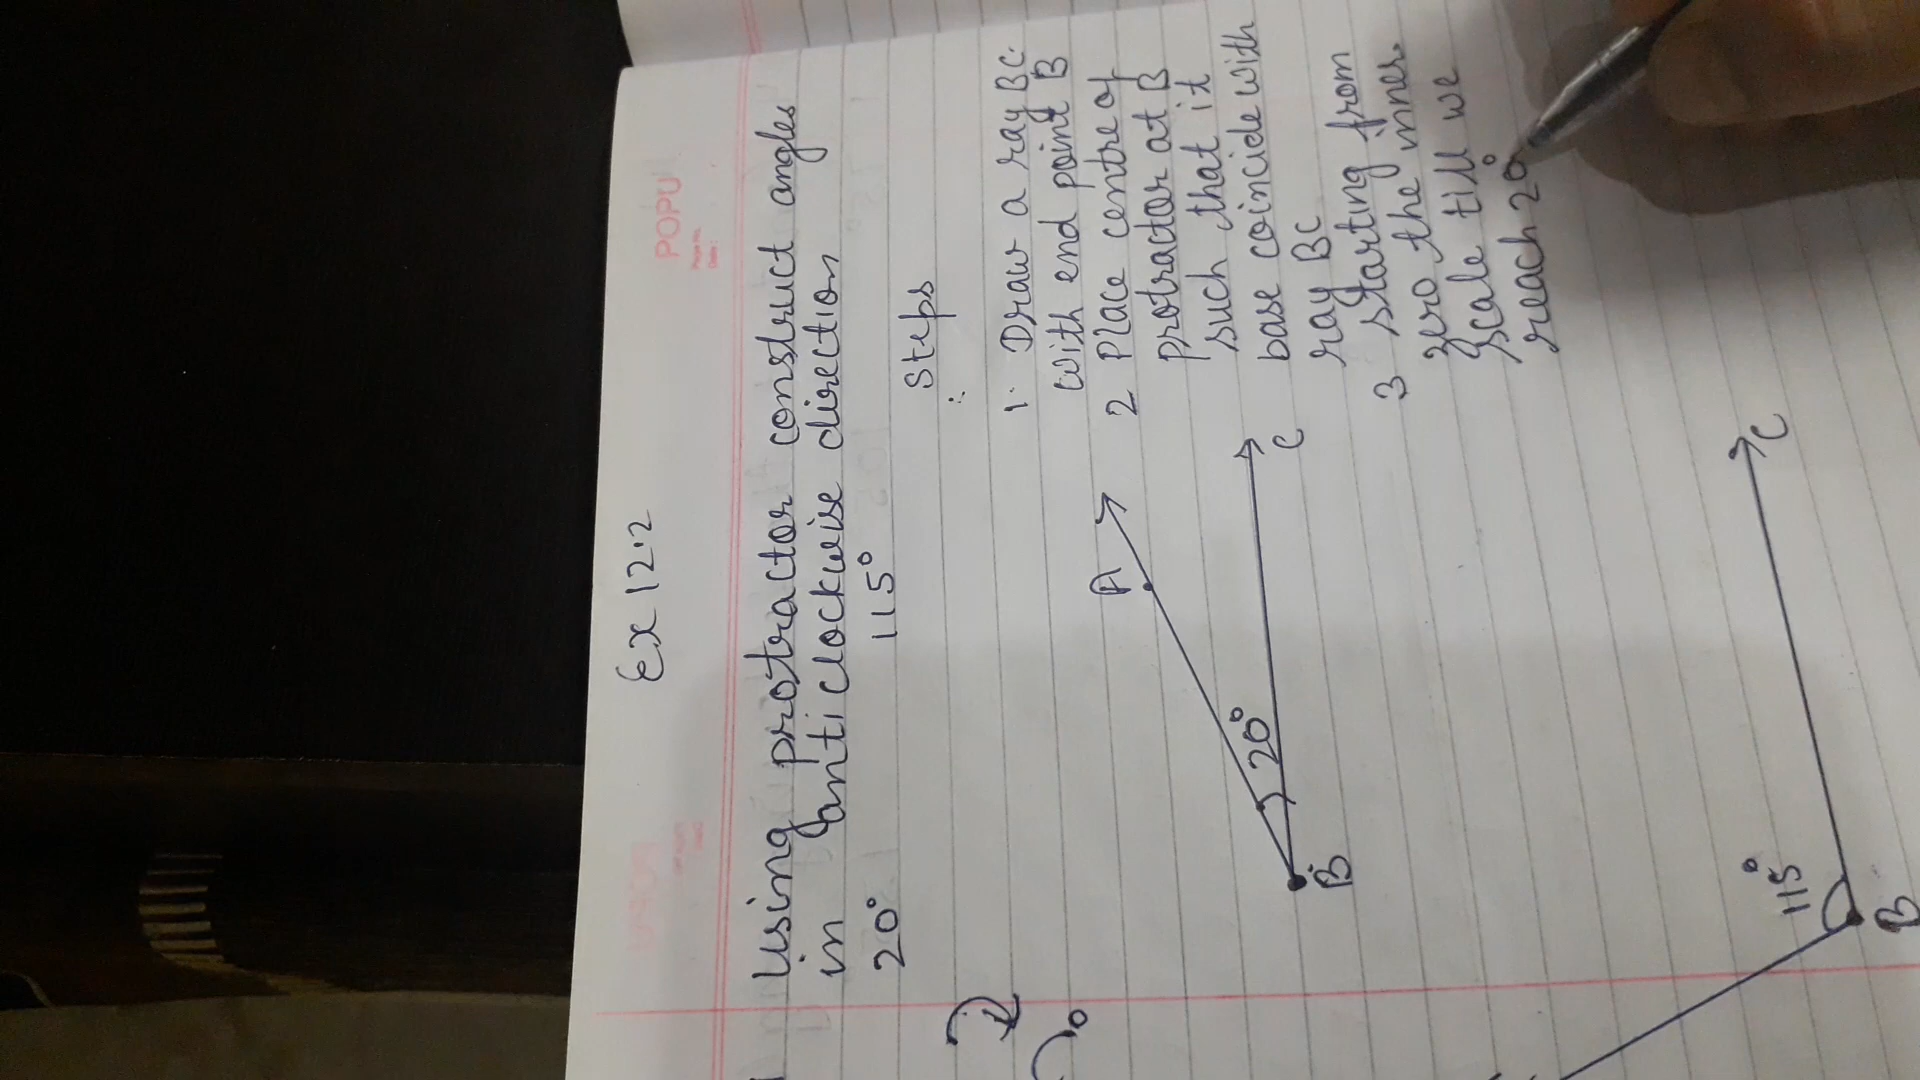 POPU
Ex 12.2
Using protractor construct angles
in anticlockwise direction
20° 115°
Steps
1. Draw a ray BC.
with end point B
2 Place centre of
protractor at B
such that it
base coincide with
ray BC
3 starting from
zero the inner
scale till we
reach 20°
A
20°
B
C
115°
B
C